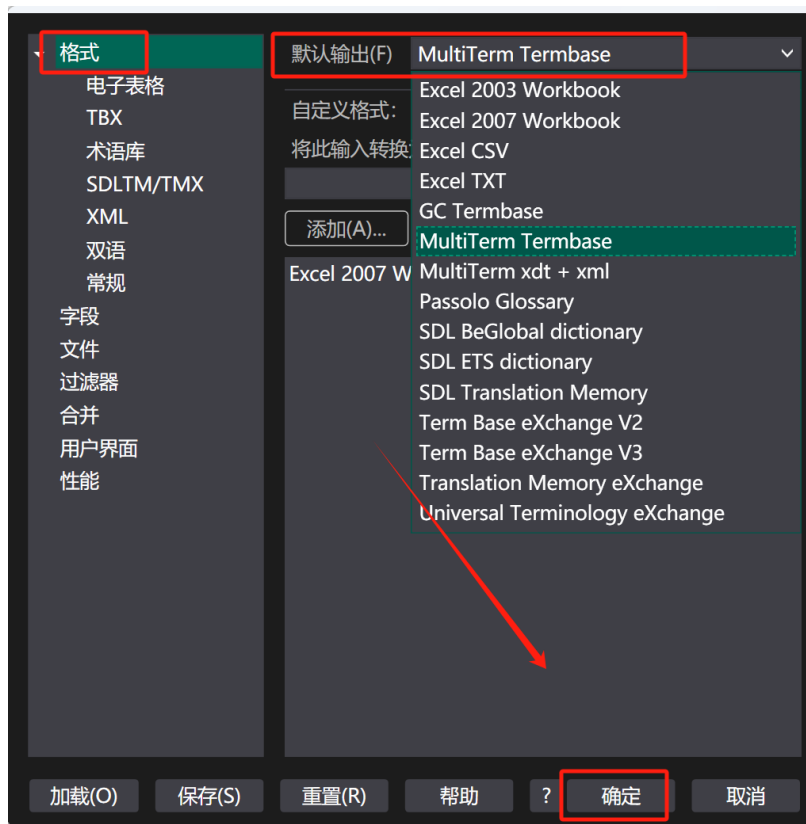 格式
电子表格
TBX
术语库
SDLTM/TMX
XML
双语
常规
字段
文件
过滤器
合并
用户界面
性能
默认输出(F) MultiTerm Termbase
自定义格式:
将此输入转换
添加(A)...
Excel 2007 W
Excel 2003 Workbook
Excel 2007 Workbook
Excel CSV
Excel TXT
GC Termbase
MultiTerm Termbase
MultiTerm xdt + xml
Passolo Glossary
SDL BeGlobal dictionary
SDL ETS dictionary
SDL Translation Memory
Term Base eXchange V2
Term Base eXchange V3
Translation Memory eXchange
Universal Terminology eXchange
加载(O) 保存(S) 重置(R) 帮助 ? 确定 取消